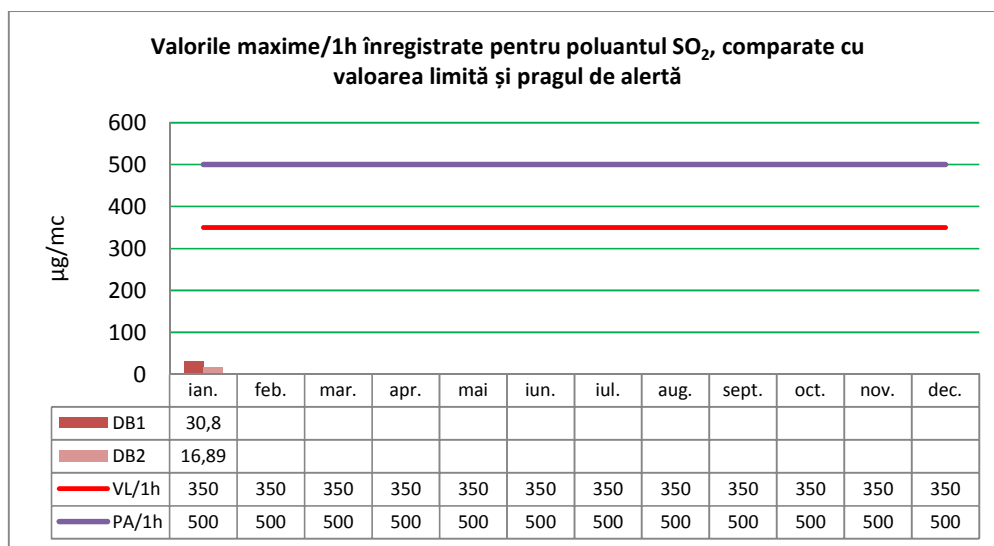 Valorile maxime/1h înregistrate pentru poluantul SO₂, comparate cu
valoarea limită și pragul de alertă
600
500
400
300
200
100
0
µg/mc
ian. feb. mar. apr. mai iun. iul. aug. sept. oct. nov. dec.
DB1 30,8
DB2 16,89
VL/1h 350 350 350 350 350 350 350 350 350 350 350 350
PA/1h 500 500 500 500 500 500 500 500 500 500 500 500